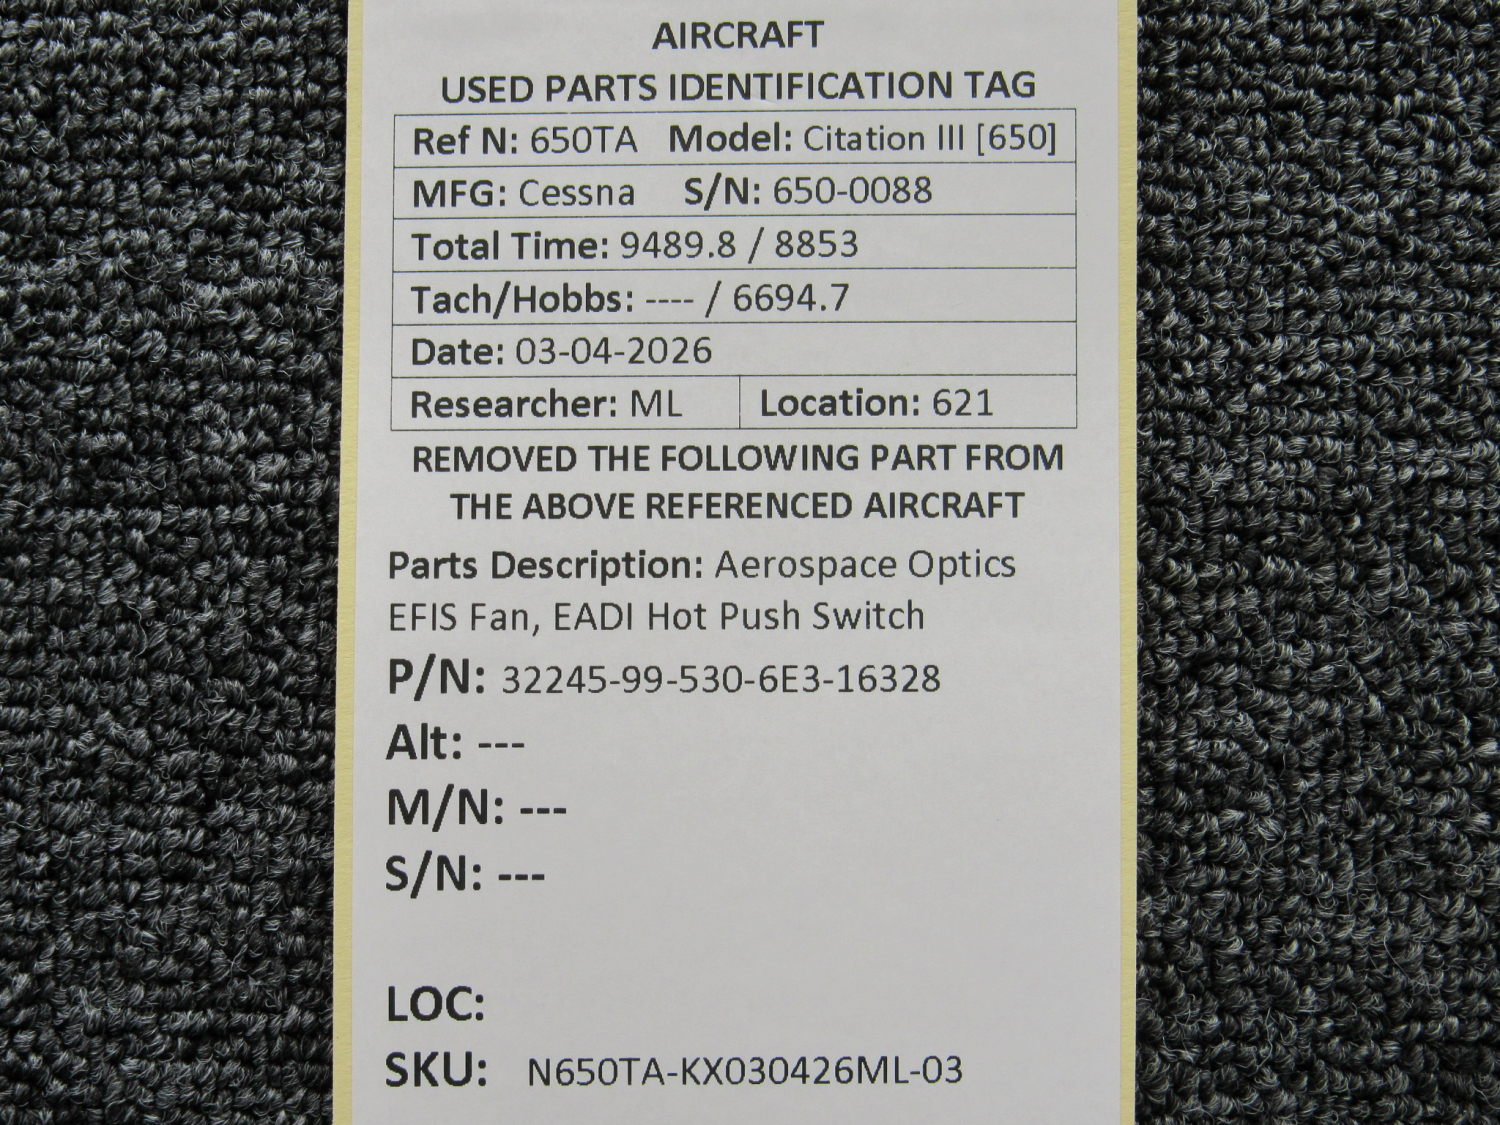 AIRCRAFT
USED PARTS IDENTIFICATION TAG
Ref N: 650TA Model: Citation III [650]
MFG: Cessna S/N: 650-0088
Total Time: 9489.8 / 8853
Tach/Hobbs: ---- / 6694.7
Date: 03-04-2026
Researcher: ML Location: 621
REMOVED THE FOLLOWING PART FROM
THE ABOVE REFERENCED AIRCRAFT
Parts Description: Aerospace Optics
EFIS Fan, EADI Hot Push Switch
P/N: 32245-99-530-6E3-16328
Alt: ---
M/N: ---
S/N: ---
LOC:
SKU: N650TA-KX030426ML-03